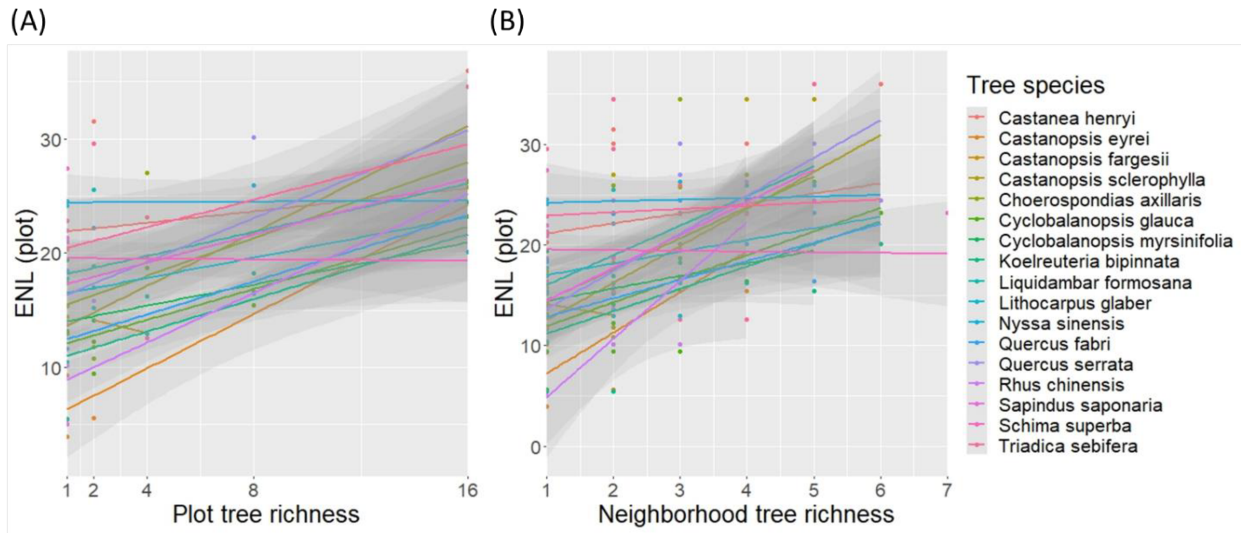 (A)
(B)
ENL (plot)
30
20
10
1 2 4 8 16
Plot tree richness
ENL (plot)
30
20
10
0
1 2 3 4 5 6 7
Neighborhood tree richness
Tree species
Castanea henryi
Castanopsis eyrei
Castanopsis fargesii
Castanopsis sclerophylla
Choerospondias axillaris
Cyclobalanopsis glauca
Cyclobalanopsis myrsinifolia
Koelreuteria bipinnata
Liquidambar formosana
Lithocarpus glaber
Nyssa sinensis
Quercus fabri
Quercus serrata
Rhus chinensis
Sapindus saponaria
Schima superba
Triadica sebifera